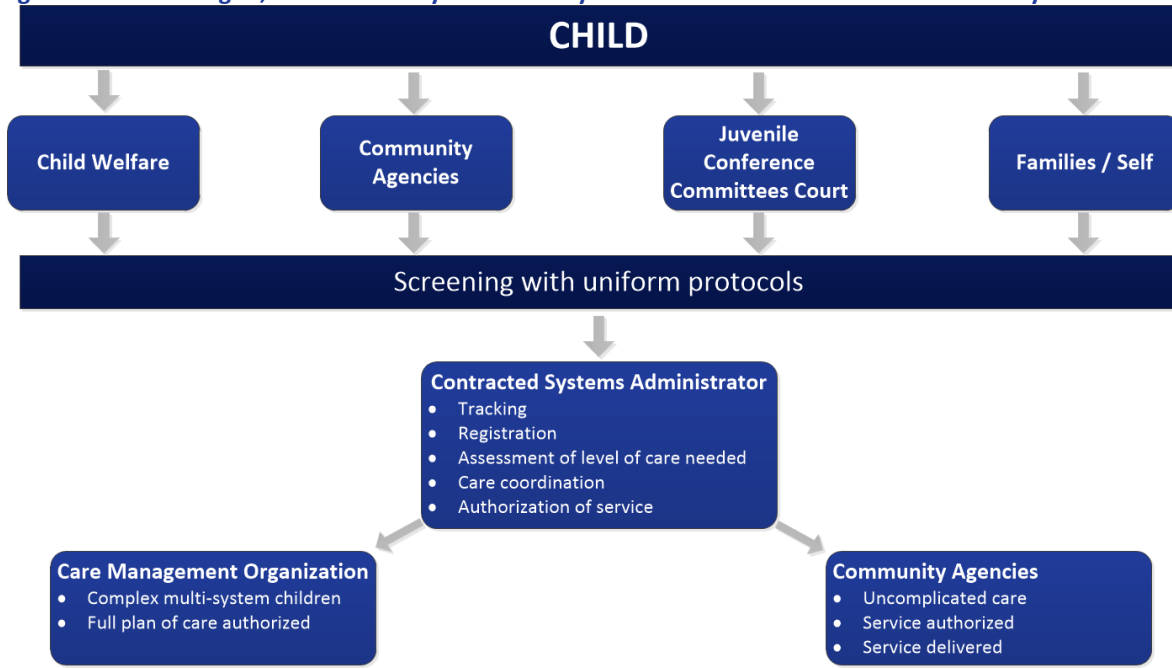 CHILD
Child Welfare
Community
Agencies
Juvenile
Conference
Committees Court
Families / Self
Screening with uniform protocols
Contracted Systems Administrator
● Tracking
● Registration
● Assessment of level of care needed
● Care coordination
● Authorization of service
Care Management Organization
● Complex multi-system children
● Full plan of care authorized
Community Agencies
● Uncomplicated care
● Service authorized
● Service delivered